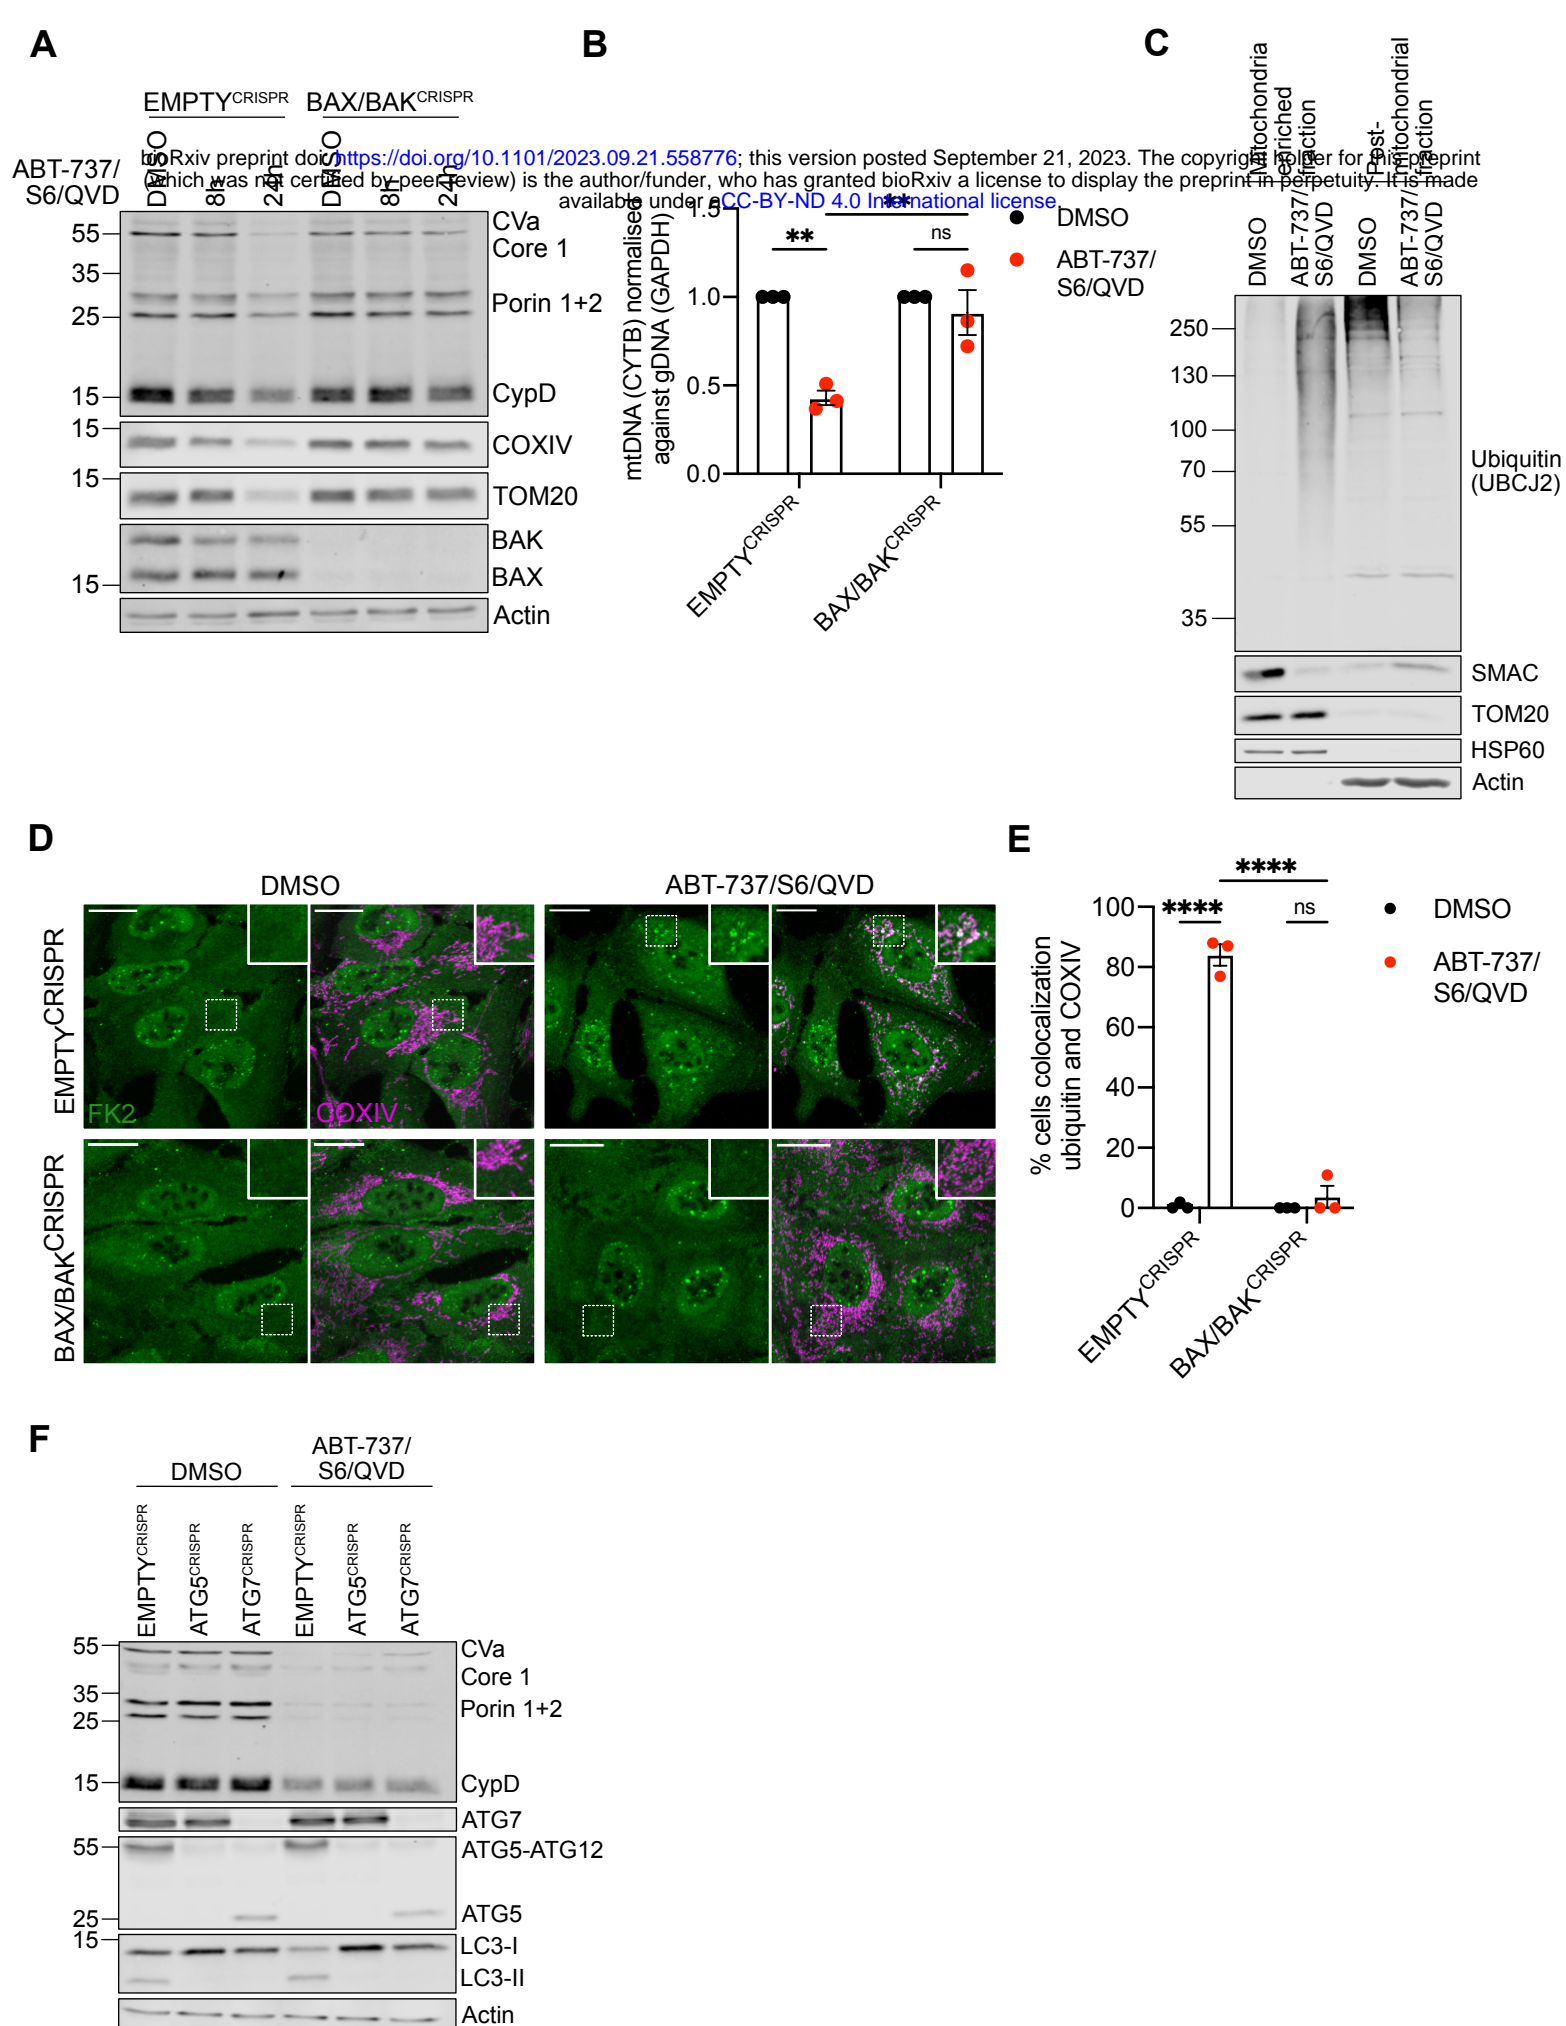 A
EMPTYCRISPR BAX/BAKCRISPR
ABT-737/
S6/QVD
DMSO
8h
24h
DMSO
8h
24h
55
35
25
15
CVa
Core 1
Porin 1+2
CypD
15
COXIV
15
TOM20
BAK
15
BAX
Actin
bioRxiv preprint doi: https://doi.org/10.1101/2023.09.21.558776; this version posted September 21, 2023. The copyright holder for this preprint
(which was not certified by peer review) is the author/funder, who has granted bioRxiv a license to display the preprint in perpetuity. It is made
available under aCC-BY-ND 4.0 International license.
B
mtDNA (CYTB) normalised
against gDNA (GAPDH)
1.5
1.0
0.5
0.0
**
**
ns
DMSO
ABT-737/
S6/QVD
EMPTYCRISPR
BAX/BAKCRISPR
C
Mitochondria
enriched
fraction
Post-
mitochondrial
fraction
DMSO
ABT-737/
S6/QVD
DMSO
ABT-737/
S6/QVD
250
130
100
70
55
35
Ubiquitin
(UBCJ2)
SMAC
TOM20
HSP60
Actin
D
DMSO
ABT-737/S6/QVD
EMPTYCRISPR
FK2
COXIV
BAX/BAKCRISPR
E
% cells colocalization
ubiquitin and COXIV
100
80
60
40
20
0
****
****
ns
DMSO
ABT-737/
S6/QVD
EMPTYCRISPR
BAX/BAKCRISPR
F
DMSO
ABT-737/
S6/QVD
EMPTYCRISPR
ATG5CRISPR
ATG7CRISPR
EMPTYCRISPR
ATG5CRISPR
ATG7CRISPR
55
35
25
15
CVa
Core 1
Porin 1+2
CypD
ATG7
55
ATG5-ATG12
25
ATG5
15
LC3-I
LC3-II
Actin